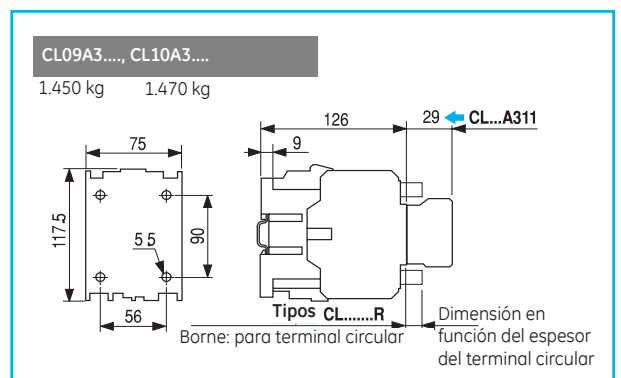 CL09A3...., CL10A3....
1.450 kg 1.470 kg
126 29 CL...A311
75 9
117.5
5 5
90
56
Tipos CL.......R
Borne: para terminal circular
Dimensión en
función del espesor
del terminal circular